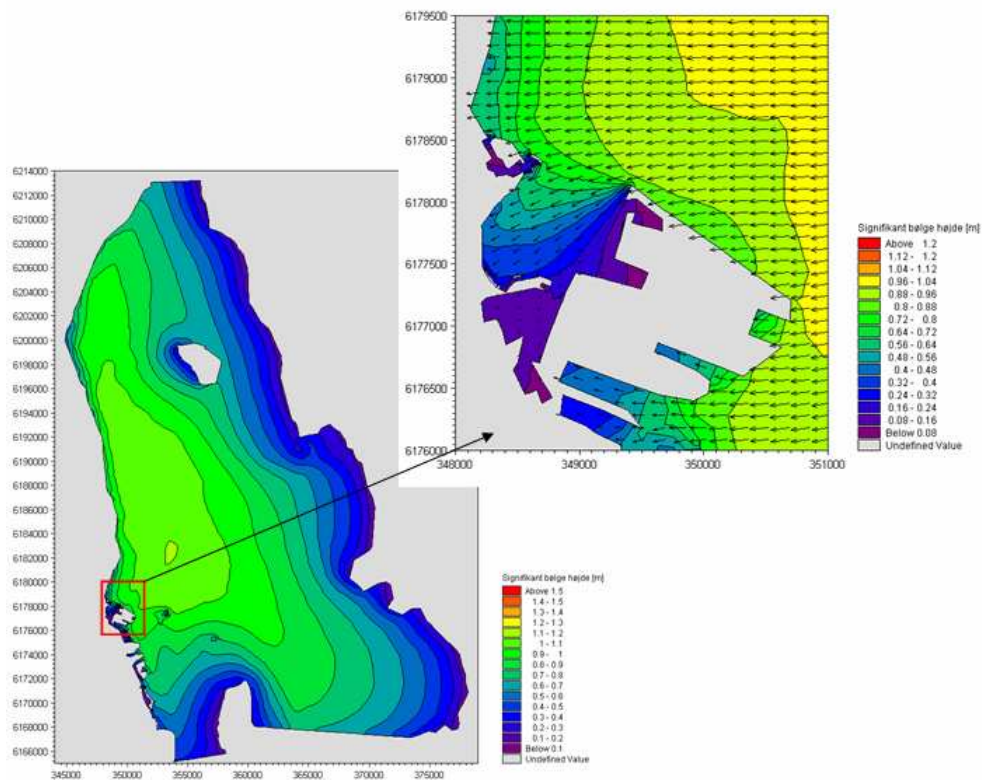 6179500
6179000
6178500
6178000
6177500
6177000
6176500
6176000
348000 349000 350000 351000
Signifikant bølge højde [m]
Above 1.2
1.12 - 1.2
1.04 - 1.12
0.96 - 1.04
0.88 - 0.96
0.8 - 0.88
0.72 - 0.8
0.64 - 0.72
0.56 - 0.64
0.48 - 0.56
0.4 - 0.48
0.32 - 0.4
0.24 - 0.32
0.16 - 0.24
0.08 - 0.16
Below 0.08
Undefined Value
6214000
6212000
6210000
6208000
6206000
6204000
6202000
6200000
6198000
6196000
6194000
6192000
6190000
6188000
6186000
6184000
6182000
6180000
6178000
6176000
6174000
6172000
6170000
6168000
6166000
345000 350000 355000 360000 365000 370000 375000
Signifikant bølge højde [m]
Above 1.5
1.4 - 1.5
1.3 - 1.4
1.2 - 1.3
1.1 - 1.2
1 - 1.1
0.9 - 1
0.8 - 0.9
0.7 - 0.8
0.6 - 0.7
0.5 - 0.6
0.4 - 0.5
0.3 - 0.4
0.2 - 0.3
0.1 - 0.2
Below 0.1
Undefined Value